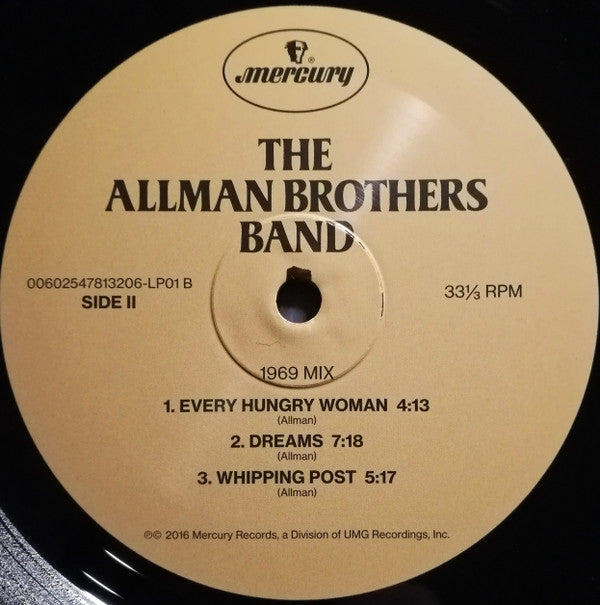 mercury®
THE
ALLMAN BROTHERS
BAND
00602547813206-LP01 B
SIDE II
33⅓ RPM
1969 MIX
1. EVERY HUNGRY WOMAN 4:13
(Allman)
2. DREAMS 7:18
(Allman)
3. WHIPPING POST 5:17
(Allman)
℗© 2016 Mercury Records, a Division of UMG Recordings, Inc.